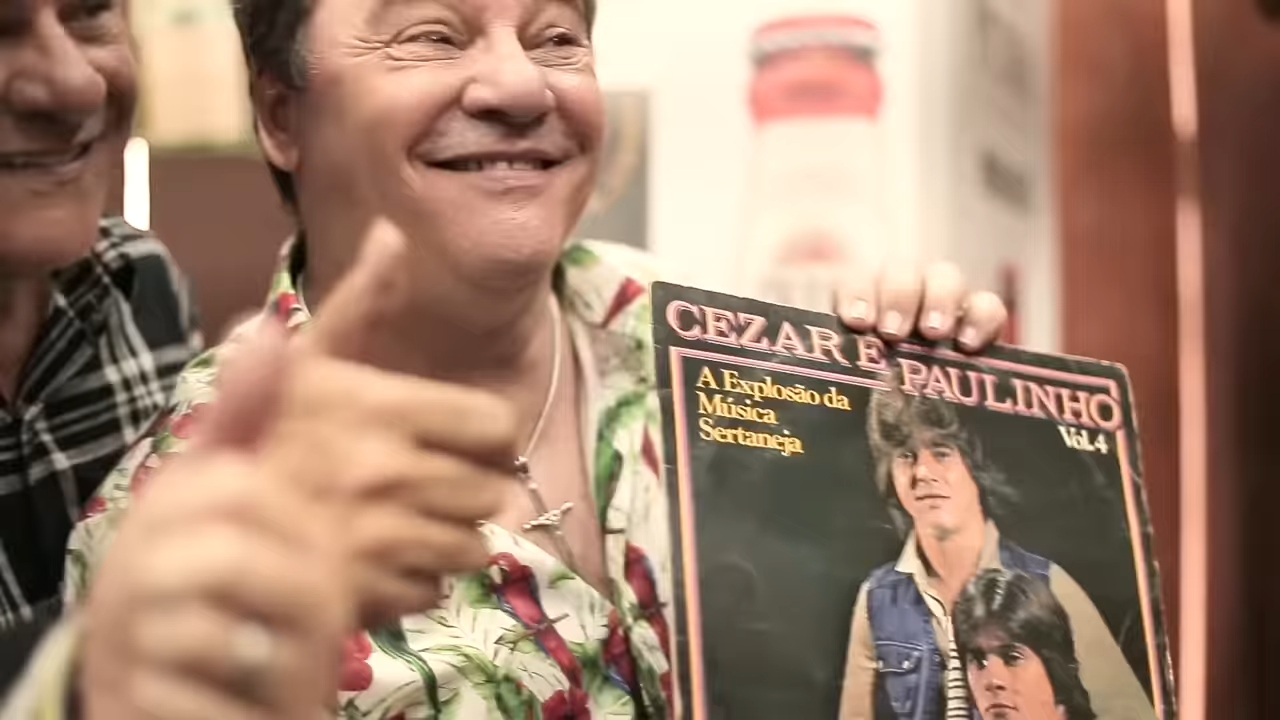 CEZAR E PAULINHO
A Explosão da
Música
Sertaneja
Vol. 4